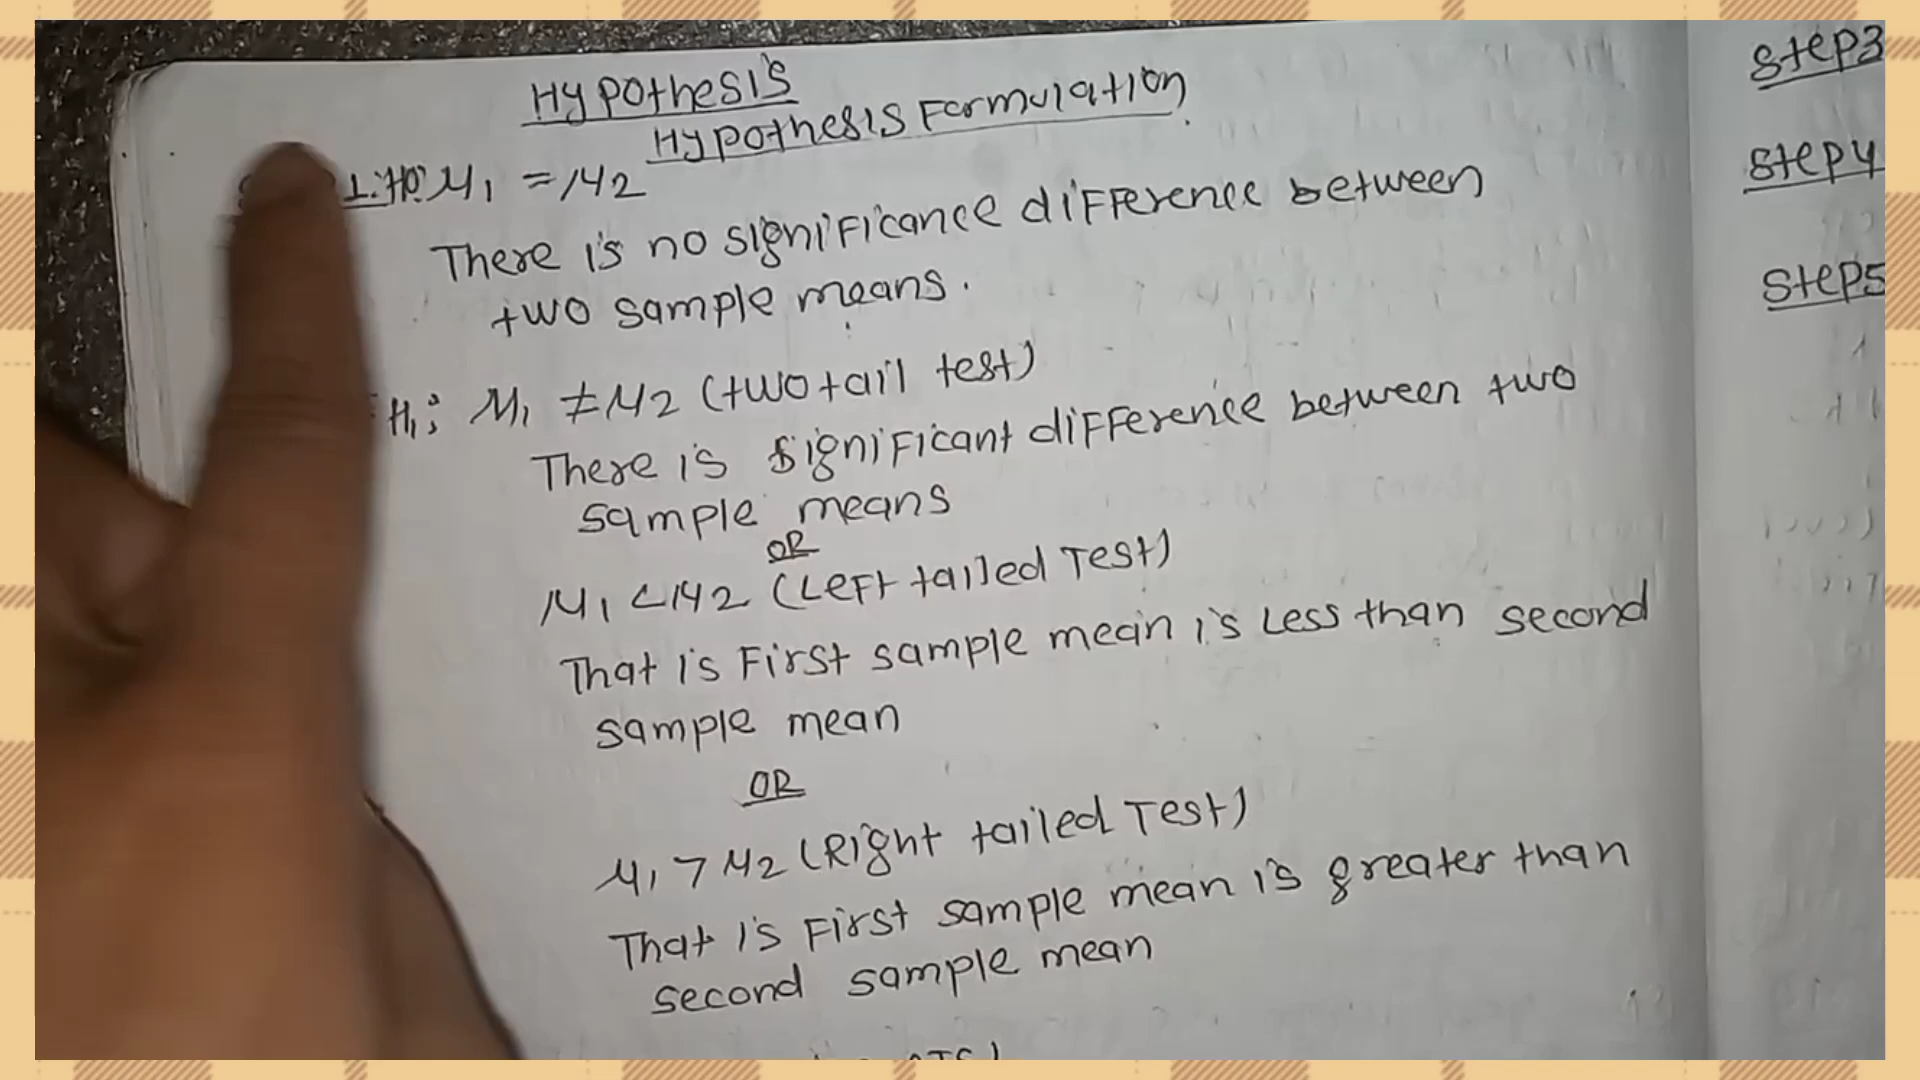 Hypothesis
Hypothesis Formulation
1: H0: μ1 = μ2
There is no significance difference between
two sample means.
H1: μ1 ≠ μ2 (two tail test)
There is significant difference between two
sample means
OR
μ1 < μ2 (Left tailed Test)
That is First sample mean is Less than second
sample mean
OR
μ1 > μ2 (Right tailed Test)
That is First sample mean is greater than
second sample mean
Step3
Step4
Step5